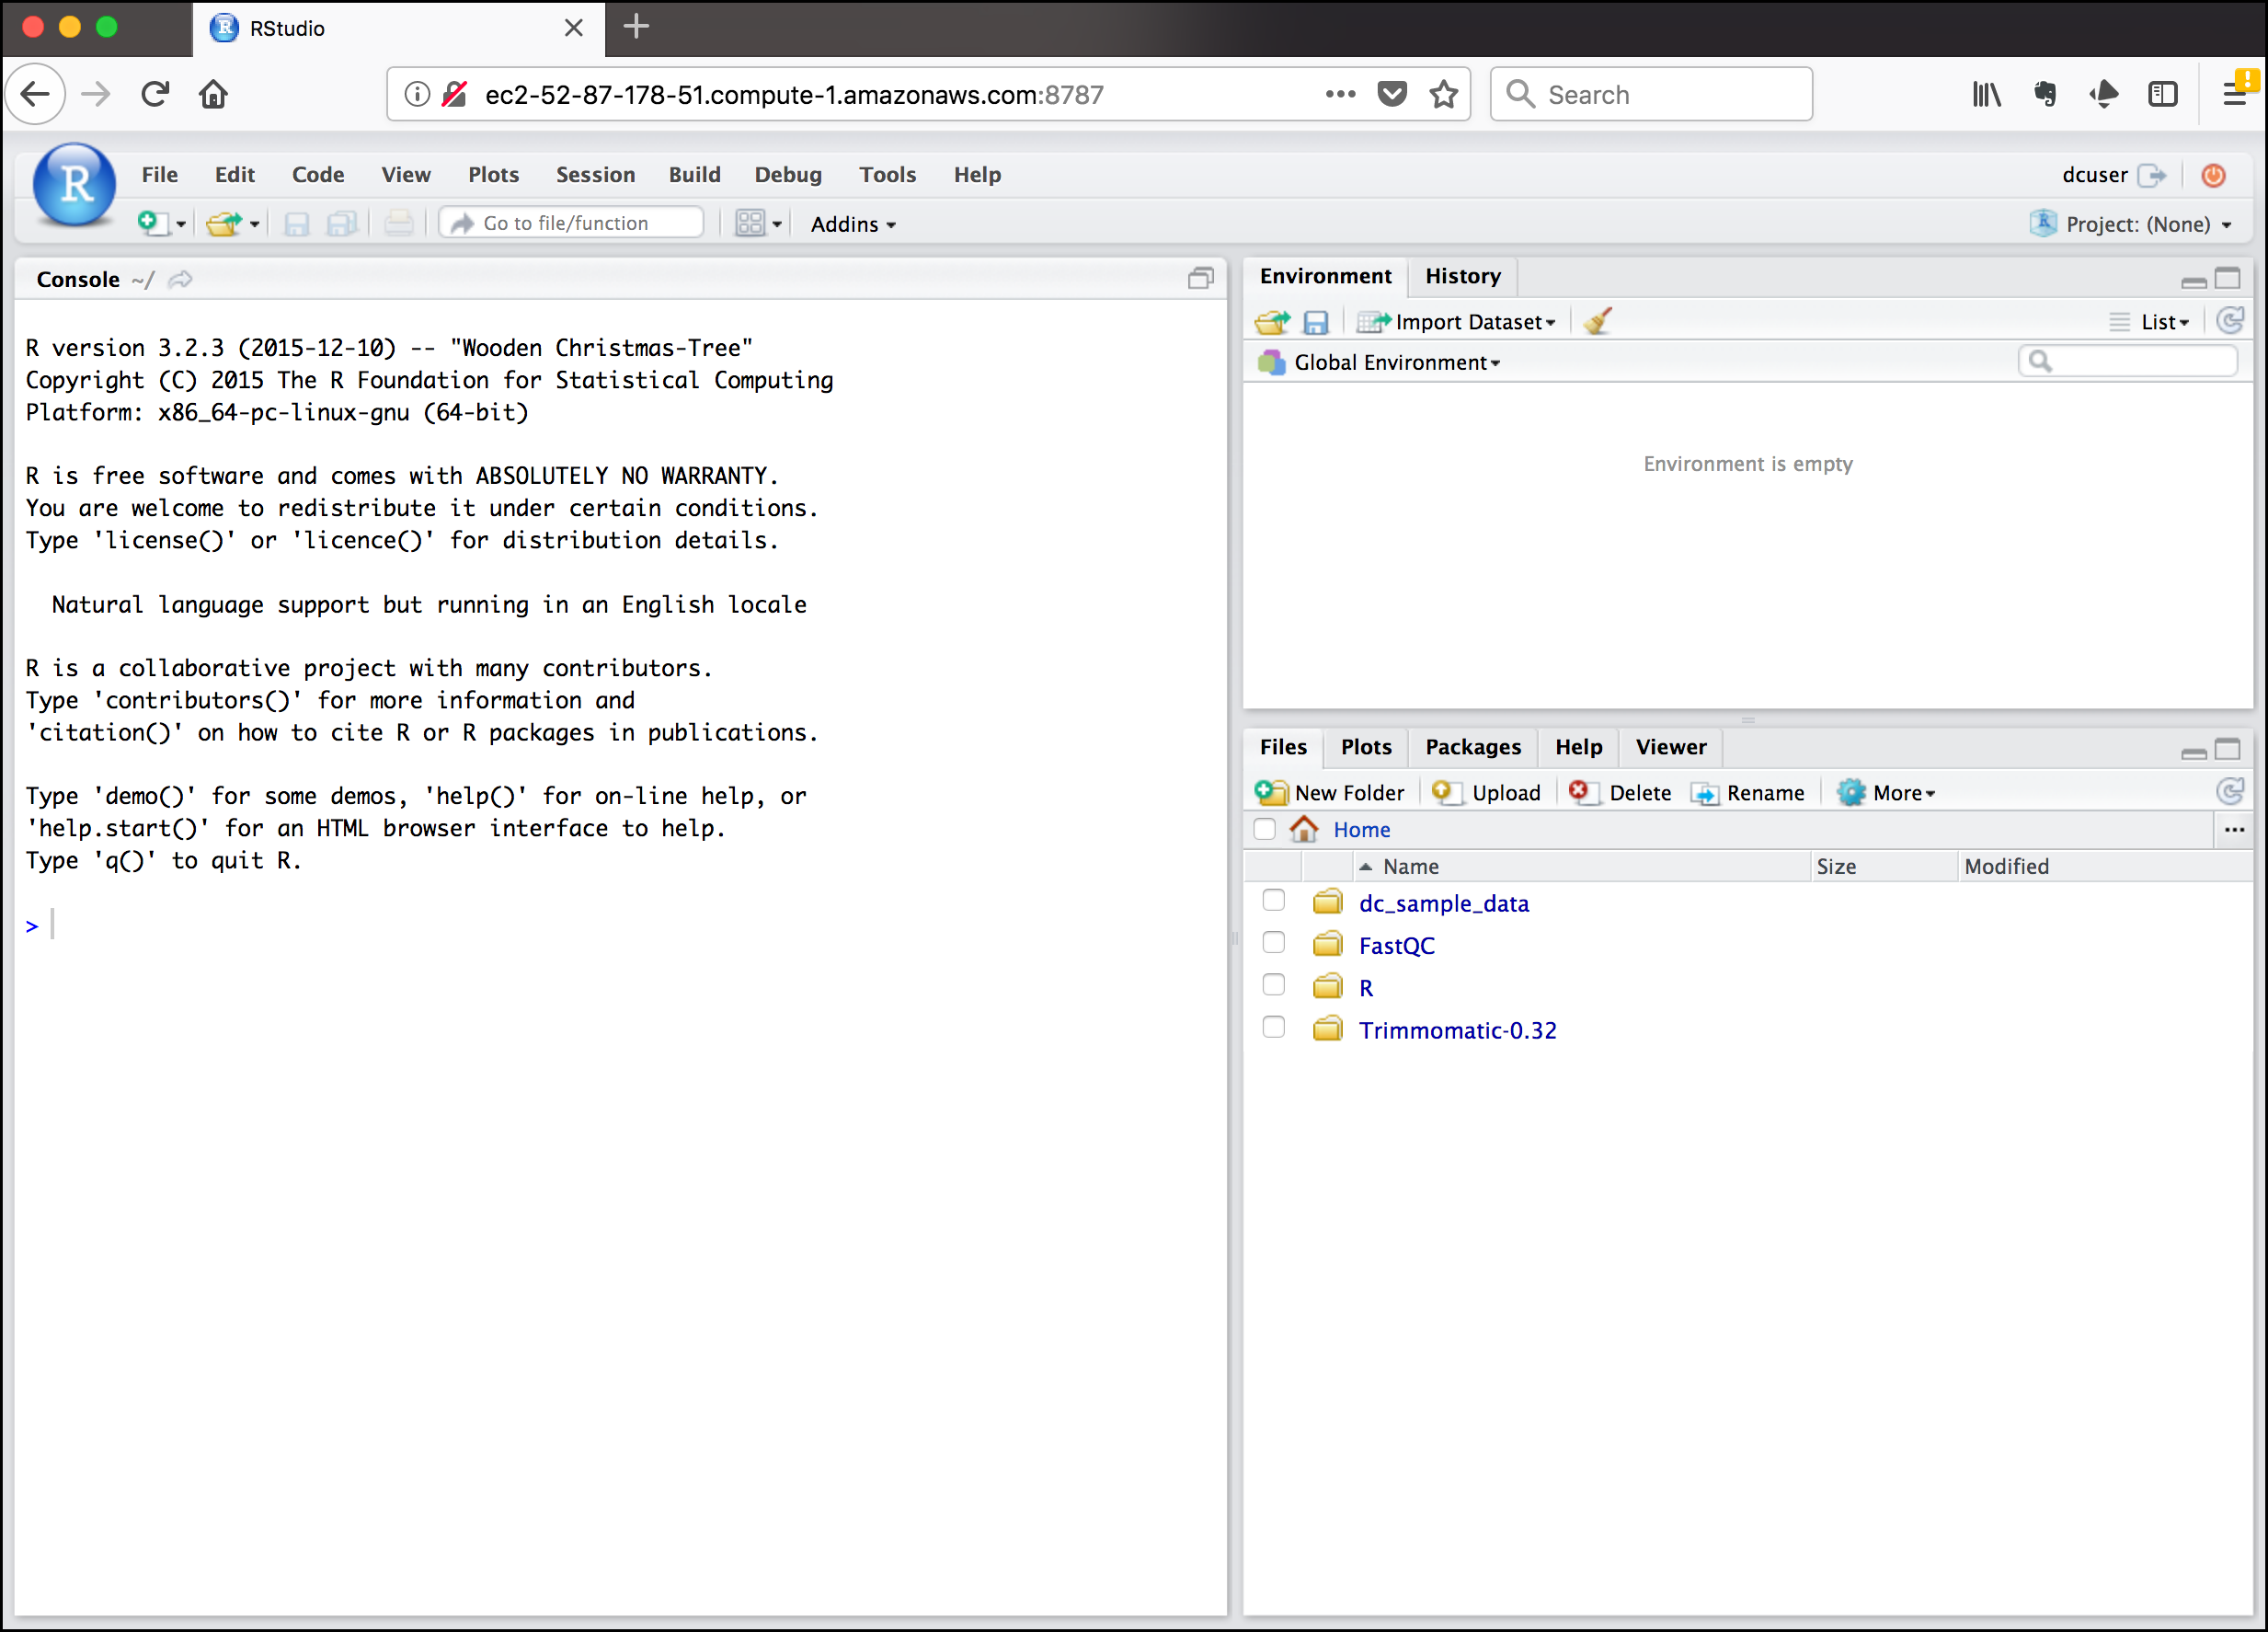 RStudio
ec2-52-87-178-51.compute-1.amazonaws.com:8787
Search
R
File Edit Code View Plots Session Build Debug Tools Help
dcuser
Go to file/function
Addins
Project: (None)
Console ~/
R version 3.2.3 (2015-12-10) -- "Wooden Christmas-Tree"
Copyright (C) 2015 The R Foundation for Statistical Computing
Platform: x86_64-pc-linux-gnu (64-bit)
R is free software and comes with ABSOLUTELY NO WARRANTY.
You are welcome to redistribute it under certain conditions.
Type 'license()' or 'licence()' for distribution details.
Natural language support but running in an English locale
R is a collaborative project with many contributors.
Type 'contributors()' for more information and
'citation()' on how to cite R or R packages in publications.
Type 'demo()' for some demos, 'help()' for on-line help, or
'help.start()' for an HTML browser interface to help.
Type 'q()' to quit R.
>
Environment History
Import Dataset
List
Global Environment
Environment is empty
Files Plots Packages Help Viewer
New Folder Upload Delete Rename More
Home
Name Size Modified
dc_sample_data
FastQC
R
Trimmomatic-0.32